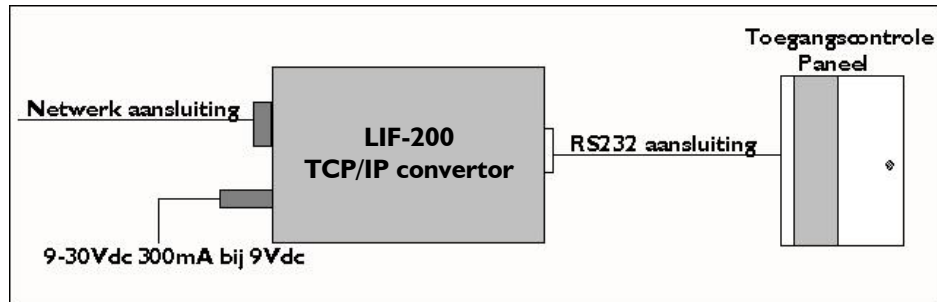 Toegangscontrole
Paneel
Netwerk aansluiting
LIF-200
TCP/IP convertor
RS232 aansluiting
9-30Vdc 300mA bij 9Vdc